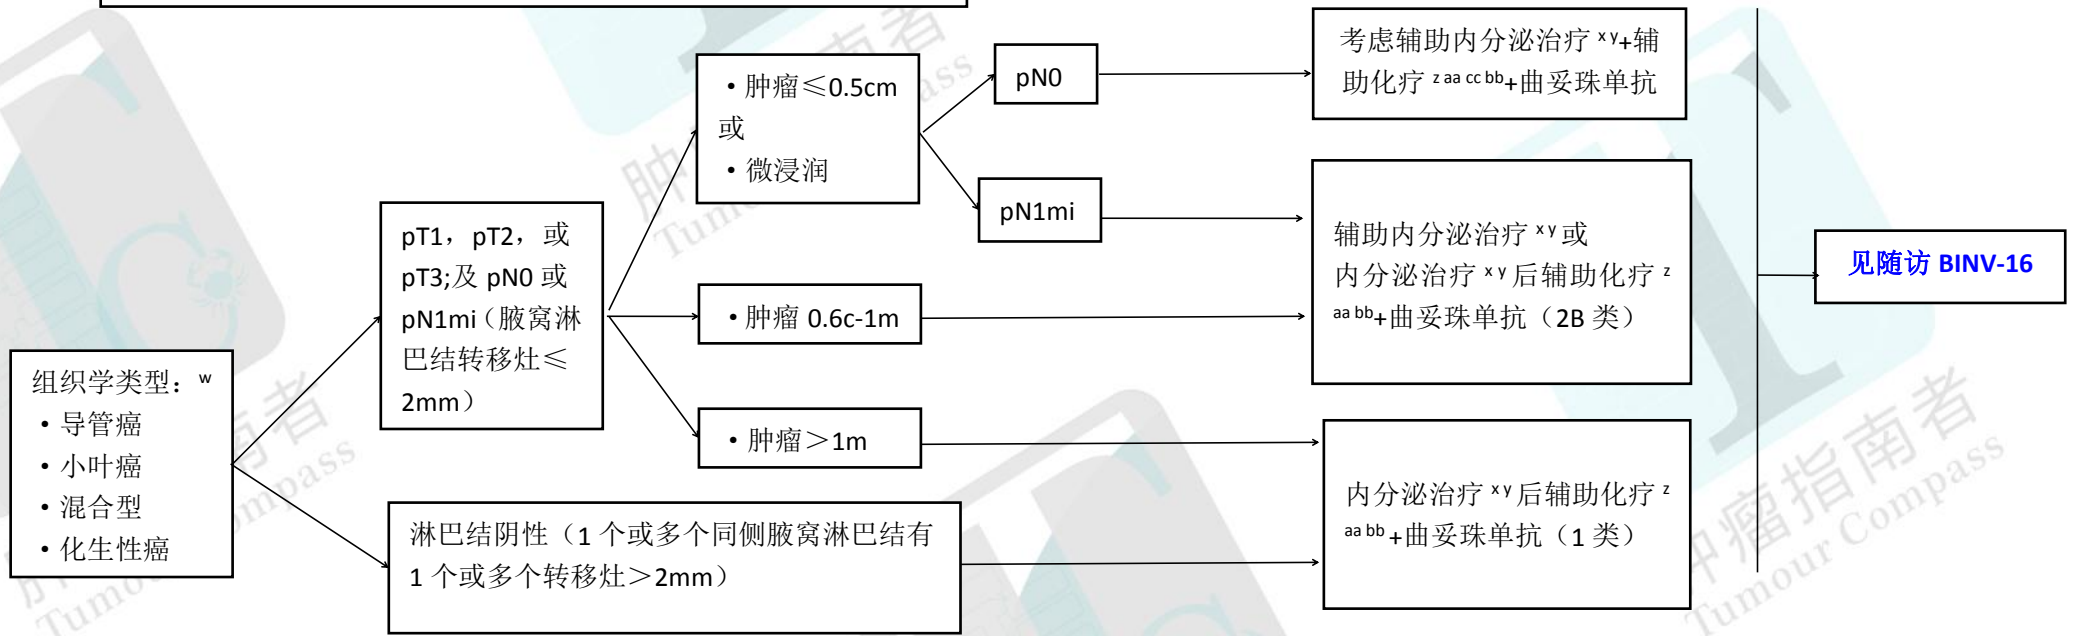 组织学类型：ʷ
• 导管癌
• 小叶癌
• 混合型
• 化生性癌
pT1，pT2，或
pT3;及 pN0 或
pN1mi（腋窝淋
巴结转移灶≤
2mm）
淋巴结阴性（1 个或多个同侧腋窝淋巴结有
1 个或多个转移灶＞2mm）
• 肿瘤≤0.5cm
或
• 微浸润
• 肿瘤 0.6c-1m
• 肿瘤＞1m
pN0
pN1mi
考虑辅助内分泌治疗 x y+辅
助化疗 z aa cc bb+曲妥珠单抗
辅助内分泌治疗 x y 或
内分泌治疗 x y 后辅助化疗 z
aa bb+曲妥珠单抗（2B 类）
内分泌治疗 x y 后辅助化疗 z
aa bb +曲妥珠单抗（1 类）
见随访 BINV-16
肿瘤指南者
Tumour Compass